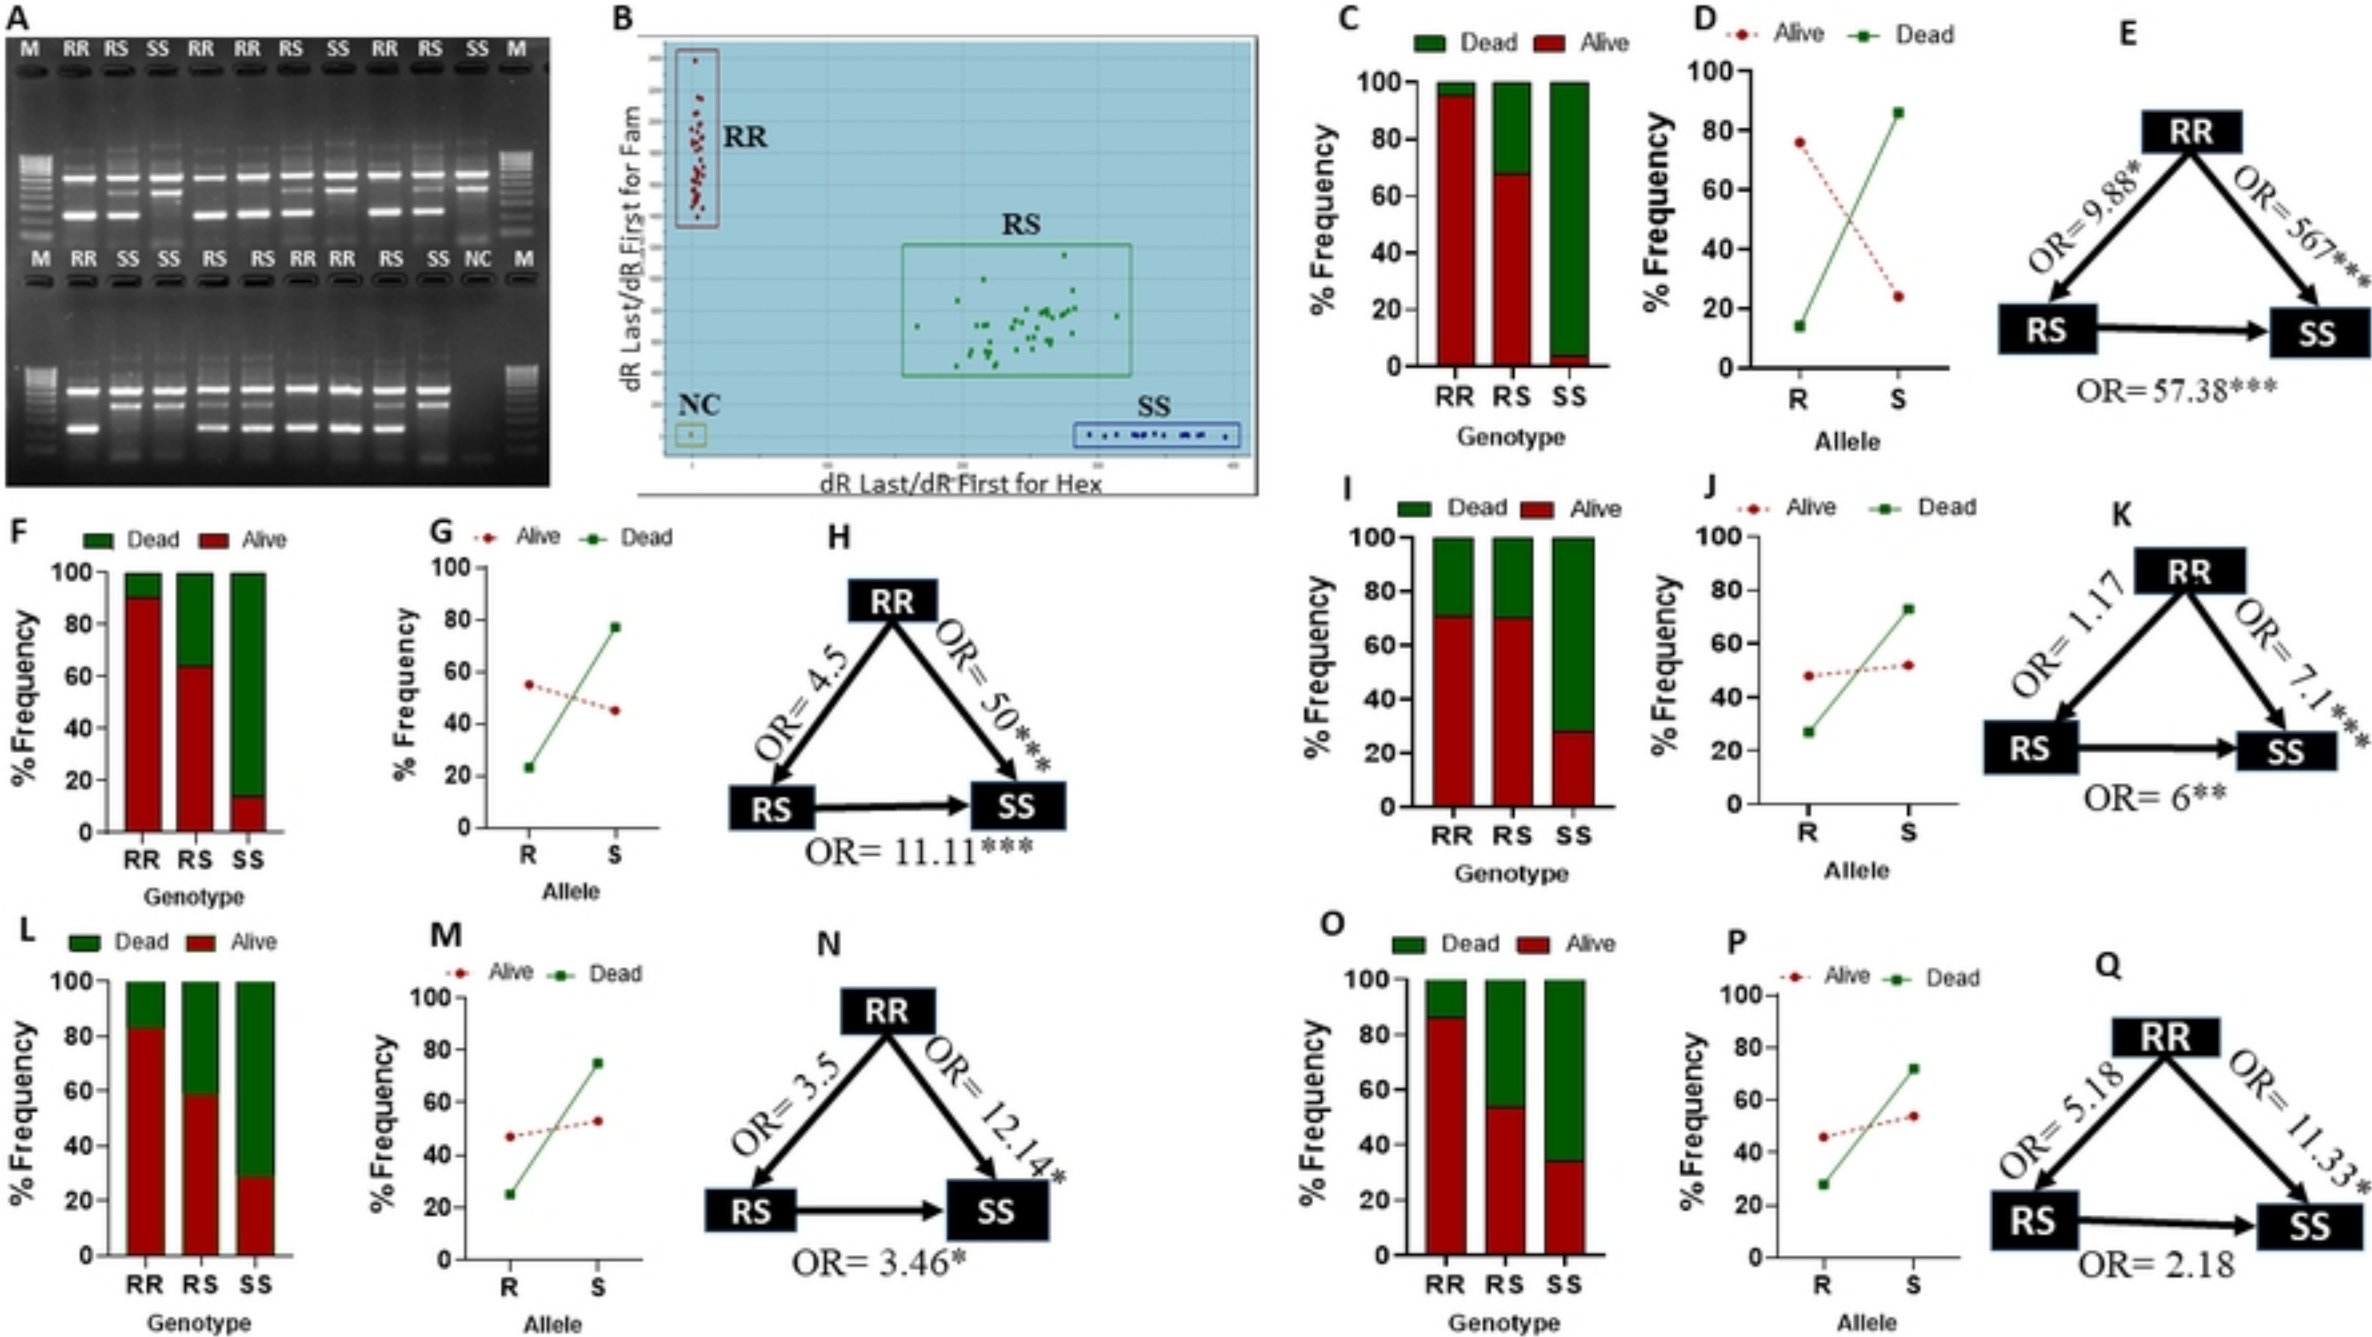 A
M RR RS SS RR RR RS SS RR RS SS M
M RR SS SS RS RS RR RR RS SS NC M
B
dR Last/dR First for Fam
RR
RS
NC
SS
dR Last/dR First for Hex
C
Dead Alive
% Frequency
100
80
60
40
20
0
RR RS SS
Genotype
D
Alive Dead
% Frequency
100
80
60
40
20
0
R S
Allele
E
RR
OR= 9.88*
OR= 567***
RS
SS
OR= 57.38***
F
Dead Alive
% Frequency
100
80
60
40
20
0
RR RS SS
Genotype
G
Alive Dead
% Frequency
100
80
60
40
20
0
R S
Allele
H
RR
OR= 4.5
OR= 50***
RS
SS
OR= 11.11***
I
Dead Alive
% Frequency
100
80
60
40
20
0
RR RS SS
Genotype
J
Alive Dead
% Frequency
100
80
60
40
20
0
R S
Allele
K
RR
OR= 1.17
OR= 7.1***
RS
SS
OR= 6**
L
Dead Alive
% Frequency
100
80
60
40
20
0
RR RS SS
Genotype
M
Alive Dead
% Frequency
100
80
60
40
20
0
R S
Allele
N
RR
OR= 3.5
OR= 12.14*
RS
SS
OR= 3.46*
O
Dead Alive
% Frequency
100
80
60
40
20
0
RR RS SS
Genotype
P
Alive Dead
% Frequency
100
80
60
40
20
0
R S
Allele
Q
RR
OR= 5.18
OR= 11.33*
RS
SS
OR= 2.18